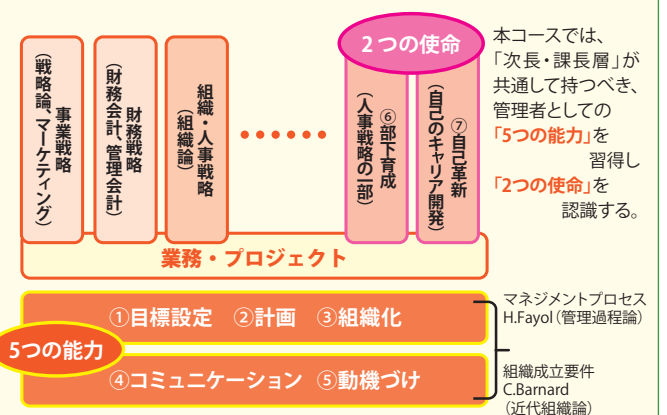 事業戦略
(戦略論、マーケティング)
財務戦略
(財務会計、管理会計)
組織・人事戦略
(組織論)
2つの使命
⑥部下育成
(人事戦略の一部)
⑦自己革新
(自己のキャリア開発)
本コースでは、
「次長・課長層」が
共通して持つべき、
管理者としての
「5つの能力」を
習得し
「2つの使命」を
認識する。
業務・プロジェクト
①目標設定 ②計画 ③組織化
5つの能力
④コミュニケーション ⑤動機づけ
マネジメントプロセス
H.Fayol(管理過程論)
組織成立要件
C.Barnard
(近代組織論)